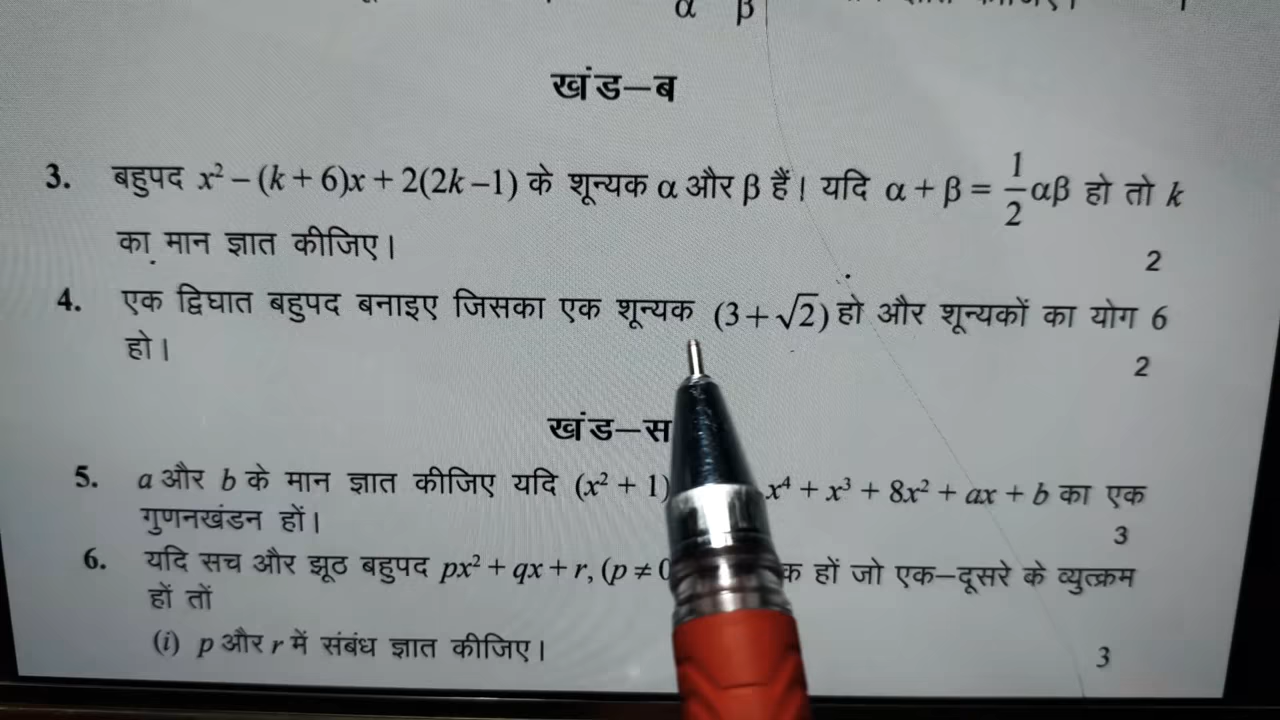 α β
खंड–ब
3. बहुपद x² – (k + 6)x + 2(2k –1) के शून्यक α और β हैं। यदि α + β = 1/2 αβ हो तो k
का मान ज्ञात कीजिए। 2
4. एक द्विघात बहुपद बनाइए जिसका एक शून्यक (3 + √2) हो और शून्यकों का योग 6
हो। 2
खंड–स
5. a और b के मान ज्ञात कीजिए यदि (x² + 1) x⁴ + x³ + 8x² + ax + b का एक
गुणनखंडन हों। 3
6. यदि सच और झूठ बहुपद px² + qx + r, (p ≠ 0 क हों जो एक–दूसरे के व्युत्क्रम
हों तों
(i) p और r में संबंध ज्ञात कीजिए। 3